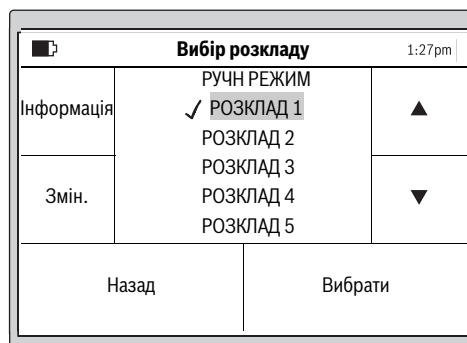 Вибір розкладу
1:27pm
РУЧН РЕЖИМ
Інформація
РОЗКЛАД 1
РОЗКЛАД 2
РОЗКЛАД 3
Змін.
РОЗКЛАД 4
РОЗКЛАД 5
Назад
Вибрати